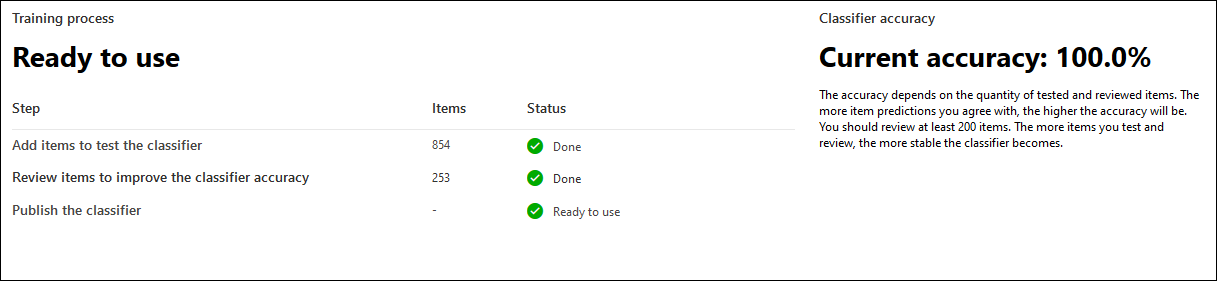 Training process
Ready to use
Step Items Status
Add items to test the classifier 854 Done
Review items to improve the classifier accuracy 253 Done
Publish the classifier - Ready to use
Classifier accuracy
Current accuracy: 100.0%
The accuracy depends on the quantity of tested and reviewed items. The
more item predictions you agree with, the higher the accuracy will be.
You should review at least 200 items. The more items you test and
review, the more stable the classifier becomes.